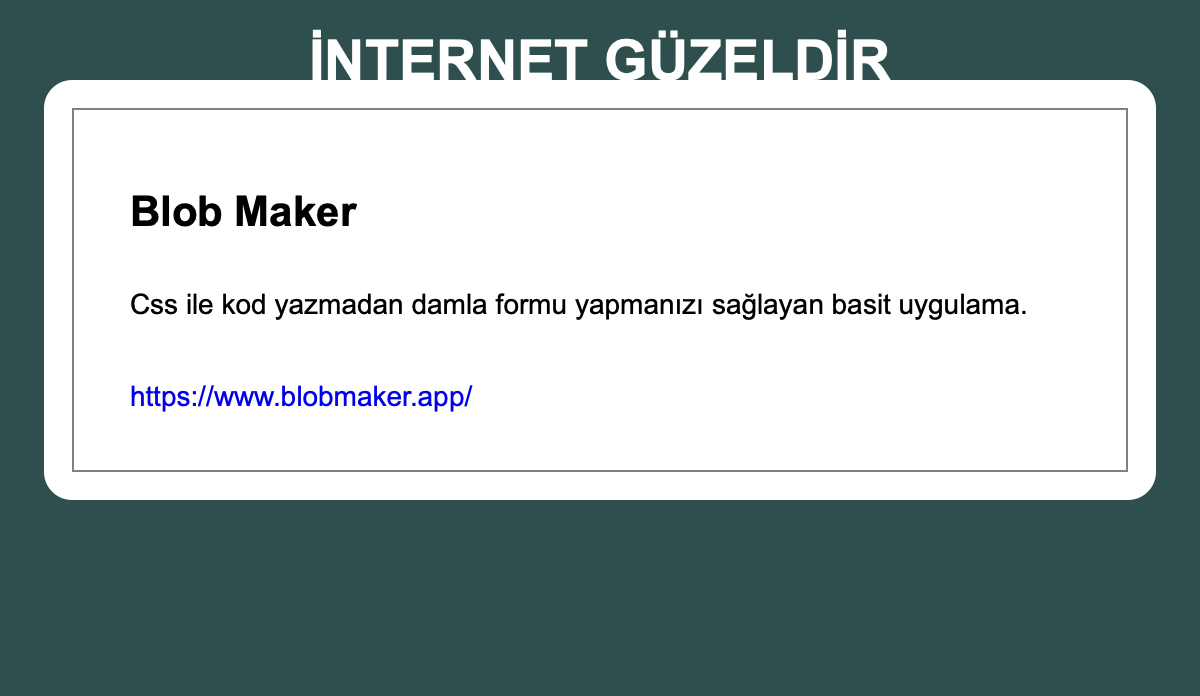 İNTERNET GÜZELDİR
Blob Maker
Css ile kod yazmadan damla formu yapmanızı sağlayan basit uygulama.
https://www.blobmaker.app/